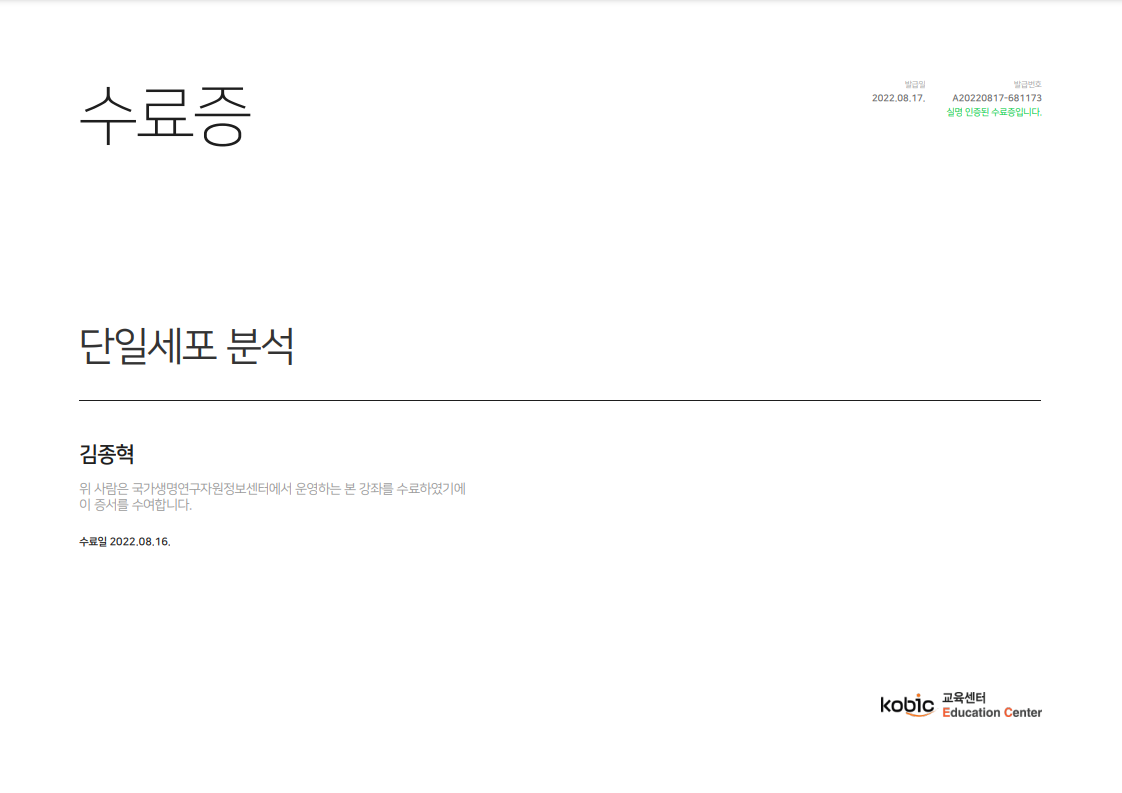 수료증
발급일
2022.08.17.
발급번호
A20220817-681173
실명 인증된 수료증입니다.
단일세포 분석
김종혁
위 사람은 국가생명연구자원정보센터에서 운영하는 본 강좌를 수료하였기에
이 증서를 수여합니다.
수료일 2022.08.16.
kobic
교육센터
Education Center